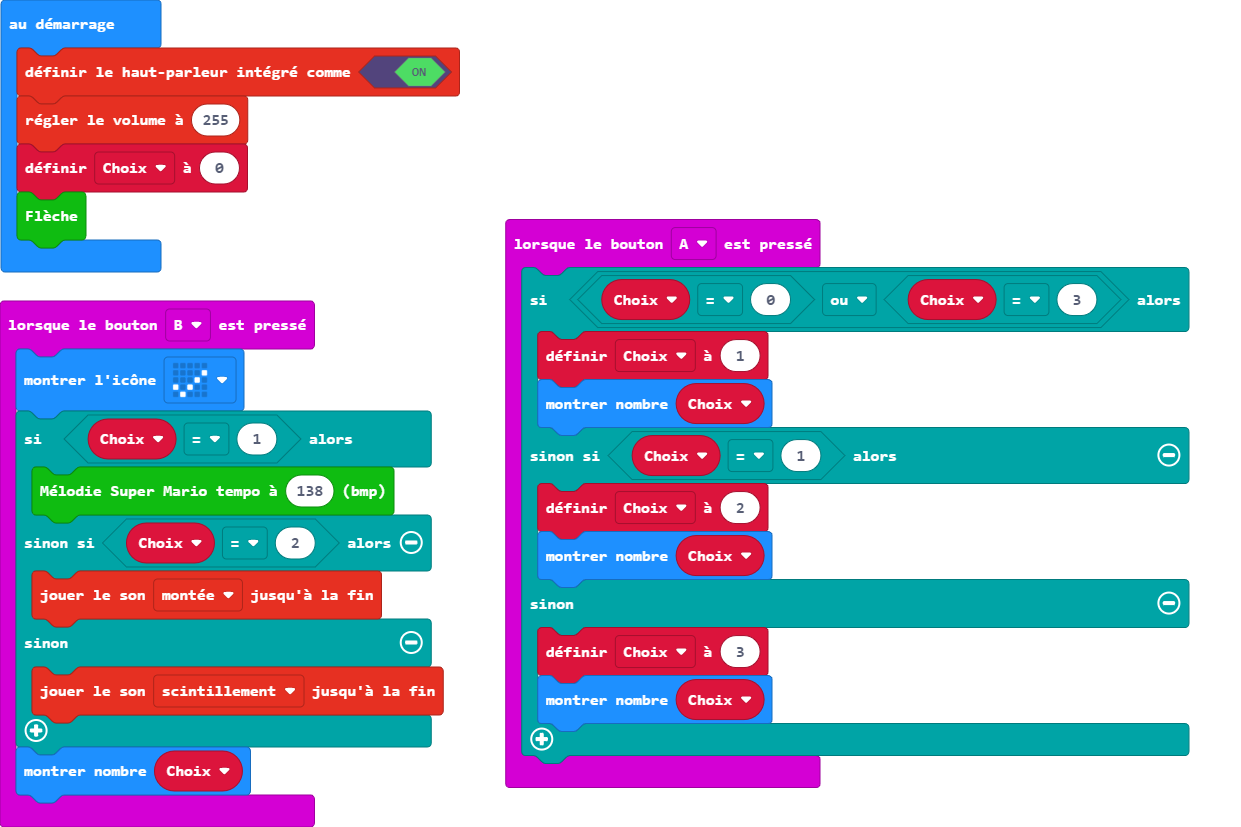 au démarrage
définir le haut-parleur intégré comme ON
régler le volume à 255
définir Choix à 0
Flèche
lorsque le bouton B est pressé
montrer l'icône
si Choix = 1 alors
Mélodie Super Mario tempo à 138 (bmp)
sinon si Choix = 2 alors
jouer le son montée jusqu'à la fin
sinon
jouer le son scintillement jusqu'à la fin
montrer nombre Choix
lorsque le bouton A est pressé
si Choix = 0 ou Choix = 3 alors
définir Choix à 1
montrer nombre Choix
sinon si Choix = 1 alors
définir Choix à 2
montrer nombre Choix
sinon
définir Choix à 3
montrer nombre Choix